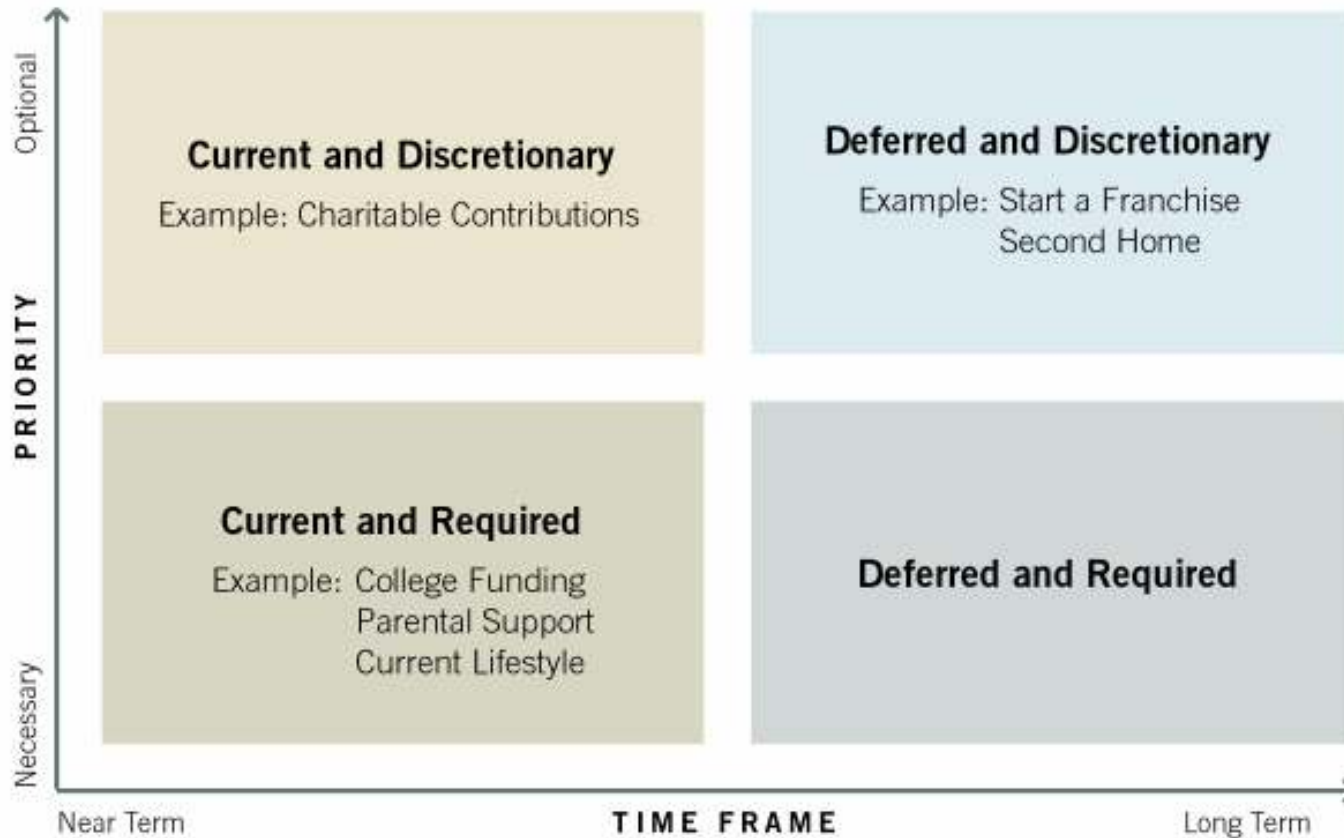 Optional
PRIORITY
Necessary
Current and Discretionary
Example: Charitable Contributions
Deferred and Discretionary
Example: Start a Franchise
Second Home
Current and Required
Example: College Funding
Parental Support
Current Lifestyle
Deferred and Required
Near Term
TIME FRAME
Long Term